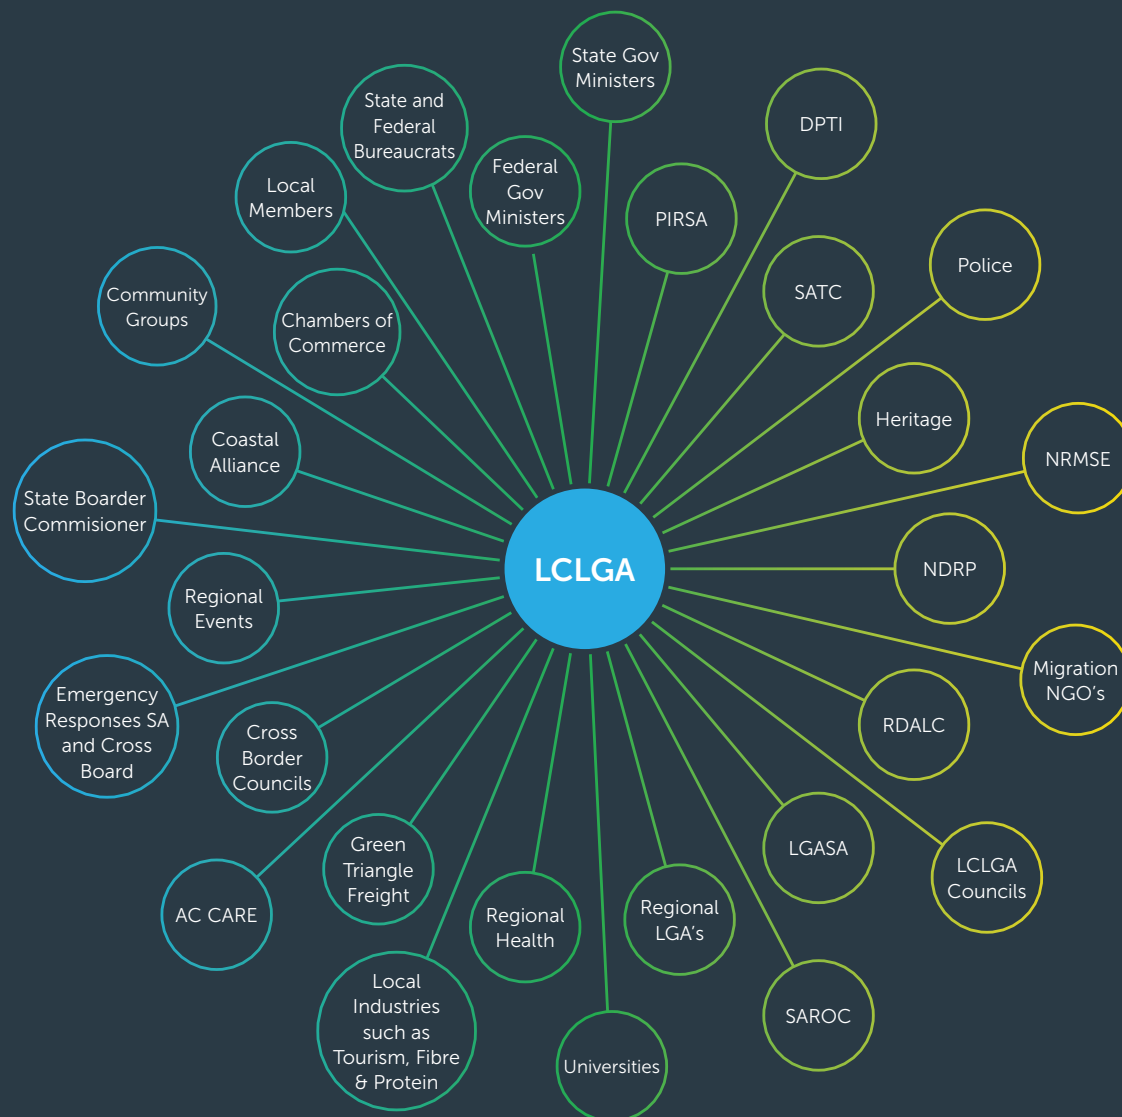 State Gov
Ministers
State and
Federal
Bureaucrats
DPTI
Federal
Gov
Ministers
Local
Members
PIRSA
Police
SATC
Community
Groups
Chambers of
Commerce
Heritage
Coastal
Alliance
NRMSE
State Boarder
Commisioner
LCLGA
NDRP
Regional
Events
Migration
NGO's
Emergency
Responses SA
and Cross
Board
RDALC
Cross
Border
Councils
LGASA
LCLGA
Councils
Green
Triangle
Freight
AC CARE
Regional
Health
Regional
LGA's
Local
Industries
such as
Tourism, Fibre
& Protein
SAROC
Universities